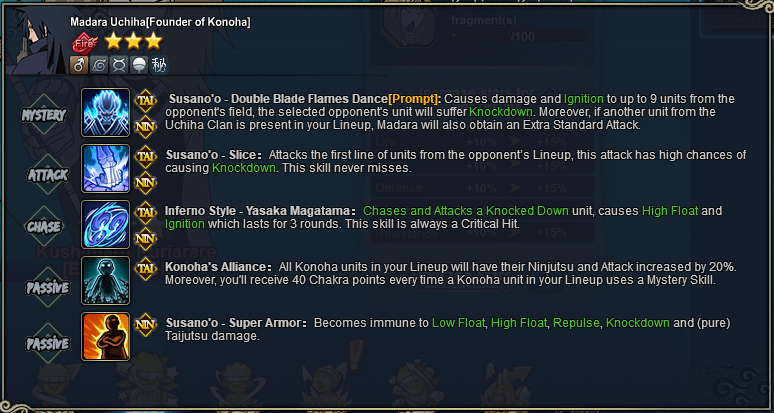 Madara Uchiha[Founder of Konoha]
fragment(s)
Fire
/100
秘
MYSTERY
TAI
NIN
Susano'o - Double Blade Flames Dance[Prompt]: Causes damage and Ignition to up to 9 units from the
opponent's field, the selected opponent's unit will suffer Knockdown. Moreover, if another unit from the
Uchiha Clan is present in your Lineup, Madara will also obtain an Extra Standard Attack.
ATTACK
TAI
NIN
Susano'o - Slice： Attacks the first line of units from the opponent's Lineup, this attack has high chances of
causing Knockdown. This skill never misses.
CHASE
TAI
NIN
Inferno Style - Yasaka Magatama： Chases and Attacks a Knocked Down unit, causes High Float and
Ignition which lasts for 3 rounds. This skill is always a Critical Hit.
PASSIVE
TAI
Konoha's Alliance： All Konoha units in your Lineup will have their Ninjutsu and Attack increased by 20%.
Moreover, you'll receive 40 Chakra points every time a Konoha unit in your Lineup uses a Mystery Skill.
PASSIVE
NIN
Susano'o - Super Armor： Becomes immune to Low Float, High Float, Repulse, Knockdown and (pure)
Taijutsu damage.